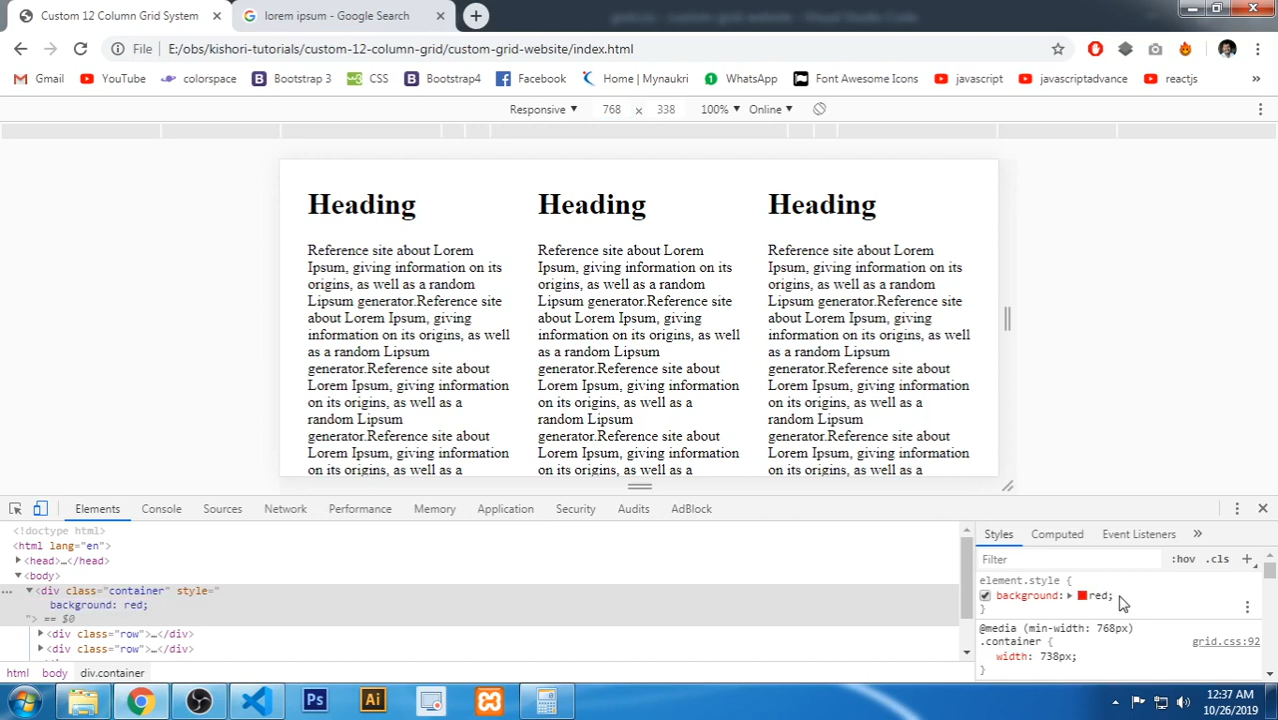 Custom 12 Column Grid System
lorem ipsum - Google Search
grid.css - custom-grid-website - Visual Studio Code
File
E:/obs/kishori-tutorials/custom-12-column-grid/custom-grid-website/index.html
Gmail
YouTube
colorspace
Bootstrap 3
CSS
Bootstrap4
Facebook
Home | Mynaukri
WhatsApp
Font Awesome Icons
javascript
javascriptadvance
reactjs
»
Responsive ▼ 768 x 338 100% ▼ Online ▼
Heading
Reference site about Lorem
Ipsum, giving information on its
origins, as well as a random
Lipsum generator.Reference site
about Lorem Ipsum, giving
information on its origins, as well
as a random Lipsum
generator.Reference site about
Lorem Ipsum, giving information
on its origins, as well as a
random Lipsum
generator.Reference site about
Lorem Ipsum, giving information
on its origins, as well as a
Heading
Reference site about Lorem
Ipsum, giving information on its
origins, as well as a random
Lipsum generator.Reference site
about Lorem Ipsum, giving
information on its origins, as well
as a random Lipsum
generator.Reference site about
Lorem Ipsum, giving information
on its origins, as well as a
random Lipsum
generator.Reference site about
Lorem Ipsum, giving information
on its origins, as well as a
Heading
Reference site about Lorem
Ipsum, giving information on its
origins, as well as a random
Lipsum generator.Reference site
about Lorem Ipsum, giving
information on its origins, as well
as a random Lipsum
generator.Reference site about
Lorem Ipsum, giving information
on its origins, as well as a
random Lipsum
generator.Reference site about
Lorem Ipsum, giving information
on its origins, as well as a
Elements Console Sources Network Performance Memory Application Security Audits AdBlock
<!doctype html>
<html lang="en">
<head>…</head>
<body>
<div class="container" style="
background: red;
"> == $0
<div class="row">…</div>
<div class="row">…</div>
html body div.container
Styles Computed Event Listeners »
Filter :hov .cls +
element.style {
background: red;
}
@media (min-width: 768px)
.container { grid.css:92
width: 738px;
}
Ps
Ai
12:37 AM
10/26/2019